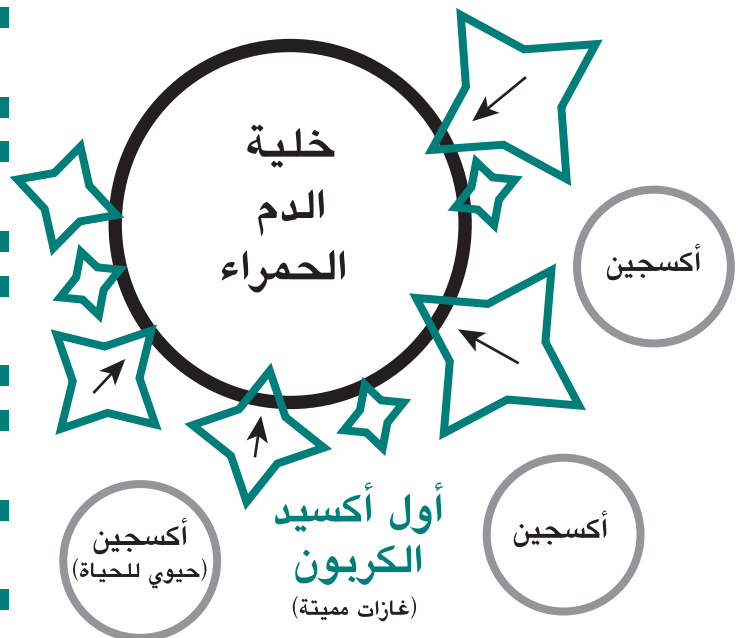 خلية
الدم
الحمراء
أكسجين
أكسجين
أول أكسيد
الكربون
(غازات مميتة)
أكسجين
(حيوي للحياة)